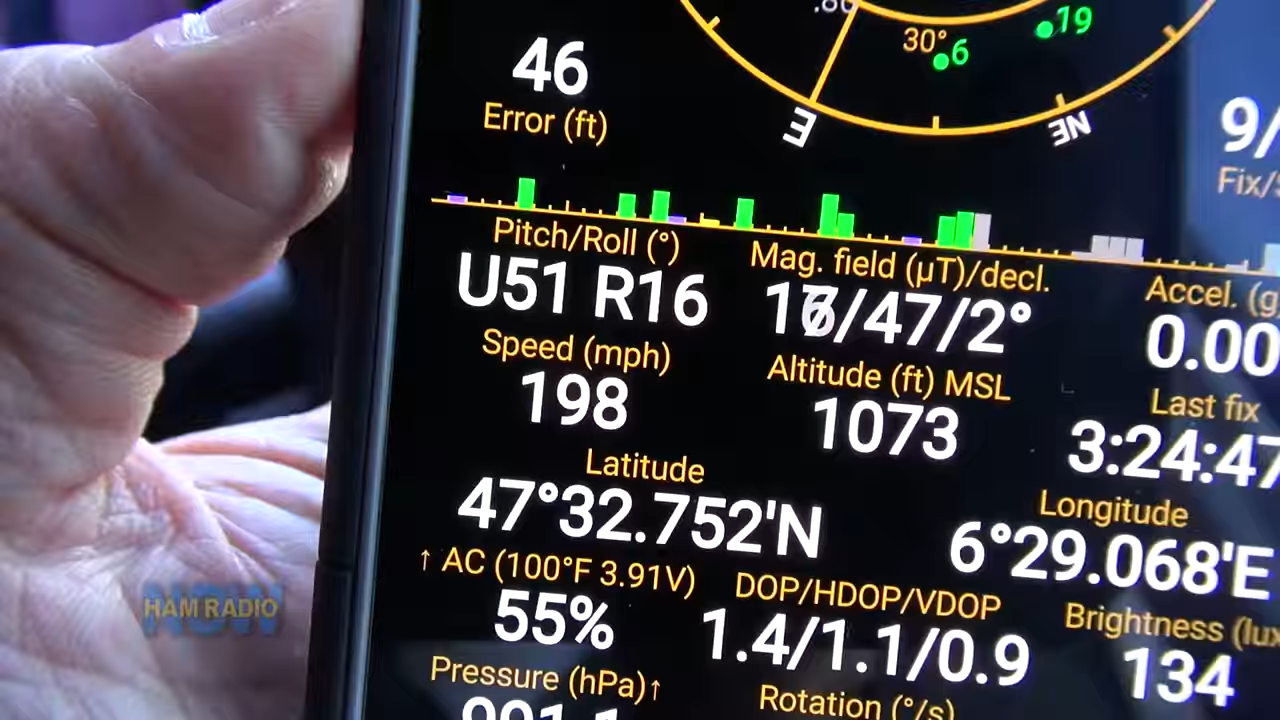 .80
30°
19
6
46
Error (ft)
E
NE
9/
Fix/
Pitch/Roll (°)
Mag. field (µT)/decl.
Accel. (g
U51 R16
/47/2°
0.00
Speed (mph)
Altitude (ft) MSL
Last fix
198
1073
3:24:47
Latitude
Longitude
47°32.752'N
6°29.068'E
↑ AC (100°F 3.91V)
DOP/HDOP/VDOP
Brightness (lux
55%
1.4/1.1/0.9
134
Pressure (hPa)↑
Rotation (°/s)
991.1
HAM RADIO
NOW